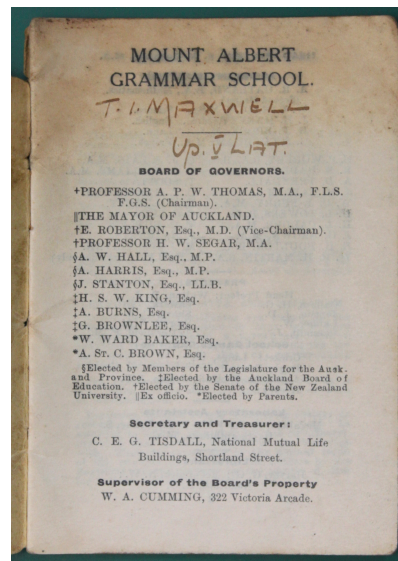 MOUNT ALBERT
GRAMMAR SCHOOL.
T. I. MAXWELL
Up. V LAT.
BOARD OF GOVERNORS.
†PROFESSOR A. P. W. THOMAS, M.A., F.L.S.
F.G.S. (Chairman).
||THE MAYOR OF AUCKLAND.
†E. ROBERTON, Esq., M.D. (Vice-Chairman).
†PROFESSOR H. W. SEGAR, M.A.
§A. W. HALL, Esq., M.P.
§A. HARRIS, Esq., M.P.
§J. STANTON, Esq., LL.B.
‡H. S. W. KING, Esq.
‡A. BURNS, Esq.
‡G. BROWNLEE, Esq.
*W. WARD BAKER, Esq.
*A. St. C. BROWN, Esq.
§Elected by Members of the Legislature for the Ausk-
and Province. ‡Elected by the Auckland Board of
Education. †Elected by the Senate of the New Zealand
University. ||Ex officio. *Elected by Parents.
Secretary and Treasurer:
C. E. G. TISDALL, National Mutual Life
Buildings, Shortland Street.
Supervisor of the Board's Property
W. A. CUMMING, 322 Victoria Arcade.